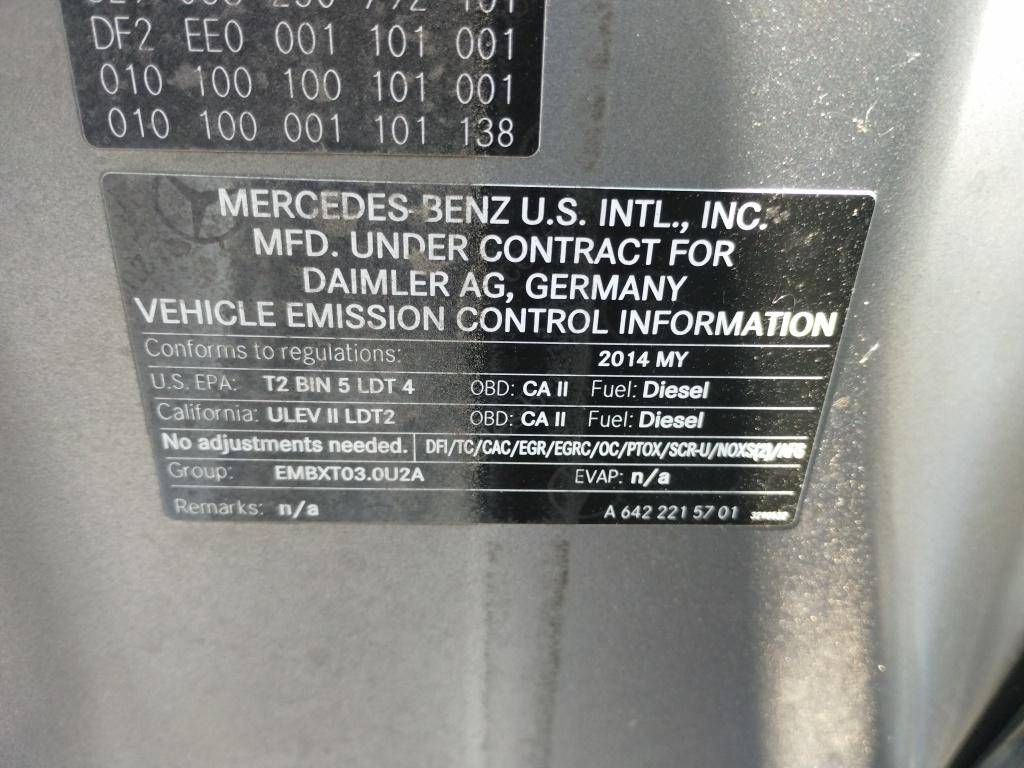 DF2 EE0 001 101 001
010 100 100 101 001
010 100 001 101 138
MERCEDES-BENZ U.S. INTL., INC.
MFD. UNDER CONTRACT FOR
DAIMLER AG, GERMANY
VEHICLE EMISSION CONTROL INFORMATION
Conforms to regulations: 2014 MY
U.S. EPA: T2 BIN 5 LDT 4 OBD: CA II Fuel: Diesel
California: ULEV II LDT2 OBD: CA II Fuel: Diesel
No adjustments needed. DFI/TC/CAC/EGR/EGRC/OC/PTOX/SCR-U/NOXS(2)/AFS
Group: EMBXT03.0U2A EVAP: n/a
Remarks: n/a A 642 221 57 01